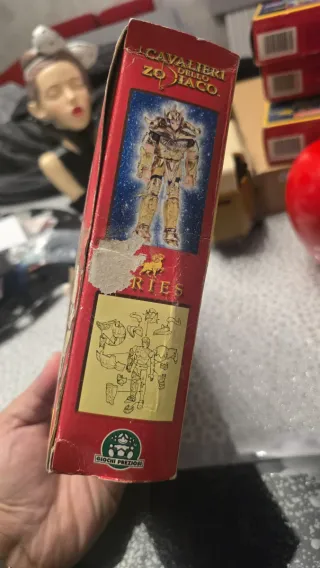 I CAVALIERI
DELLO
ZODIACO
RIES
GIOCHI PREZIOSI